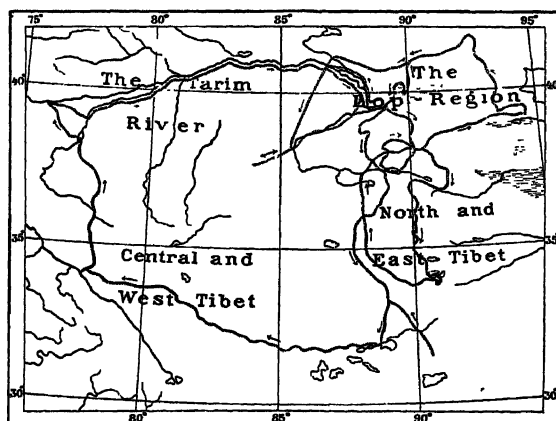 75° 80° 85° 90° 95°
The Tarim
River
The
Lop-Region
40 40
North and
East Tibet
35 35
Central and
West Tibet
30 30
80° 85° 90°